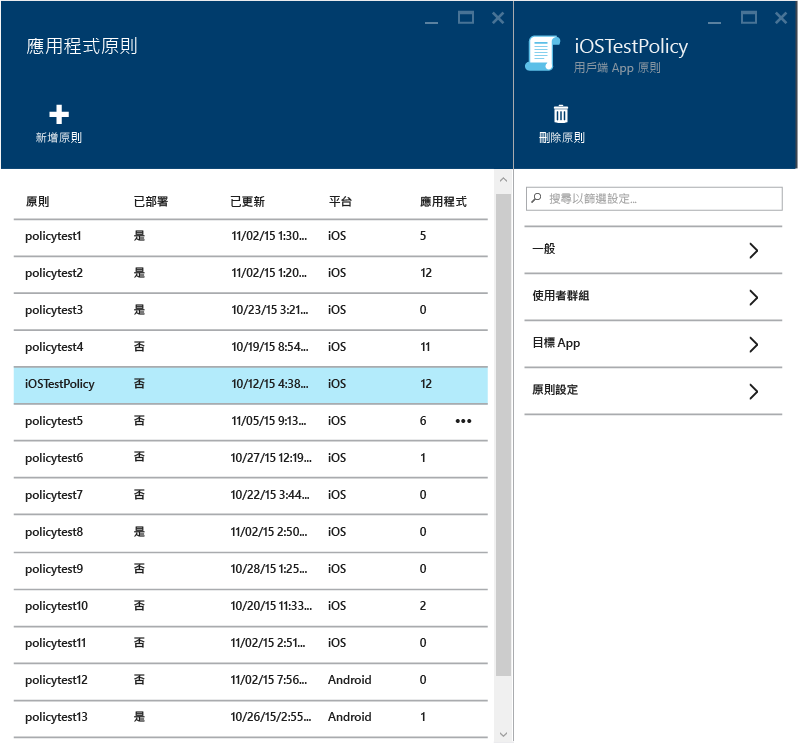 應用程式原則
新增原則
原則 已部署 已更新 平台 應用程式
policytest1 是 11/02/15 1:30... iOS 5
policytest2 是 11/02/15 1:20... iOS 12
policytest3 是 10/23/15 3:21... iOS 0
policytest4 否 10/19/15 8:54... iOS 11
iOSTestPolicy 否 10/12/15 4:38... iOS 12
policytest5 否 11/05/15 9:13... iOS 6 •••
policytest6 否 10/27/15 12:19... iOS 1
policytest7 否 10/22/15 3:44... iOS 0
policytest8 是 11/02/15 2:50... iOS 0
policytest9 否 10/28/15 1:25... iOS 0
policytest10 否 10/20/15 11:33... iOS 2
policytest11 否 11/02/15 2:51... iOS 0
policytest12 否 11/02/15 7:56... Android 0
policytest13 是 10/26/15/2:55... Android 1
iOSTestPolicy
用戶端 App 原則
刪除原則
搜尋以篩選設定...
一般
使用者群組
目標 App
原則設定